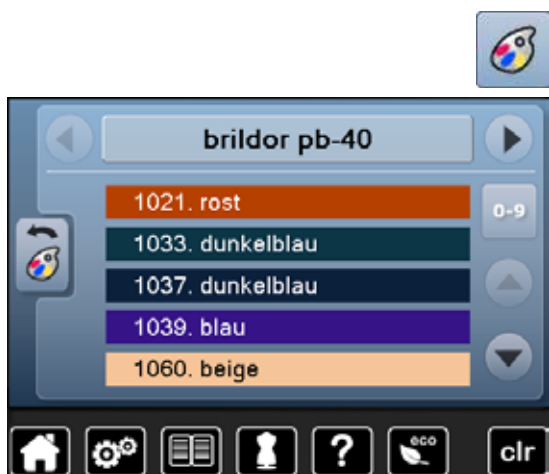 brildor pb-40
1021. rost
0-9
1033. dunkelblau
1037. dunkelblau
1039. blau
1060. beige
?
eco
clr